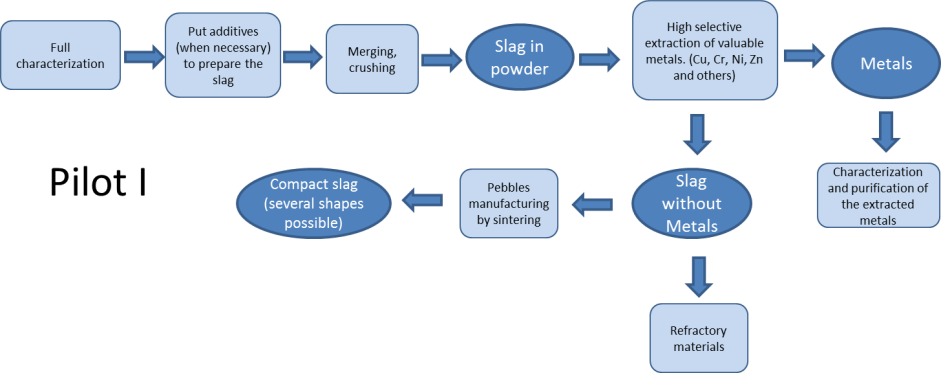 Full
characterization
Put additives
(when necessary)
to prepare the
slag
Merging,
crushing
Slag in
powder
High selective
extraction of valuable
metals. (Cu, Cr, Ni, Zn
and others)
Metals
Pilot I
Compact slag
(several shapes
possible)
Pebbles
manufacturing
by sintering
Slag
without
Metals
Characterization
and purification of
the extracted
metals
Refractory
materials